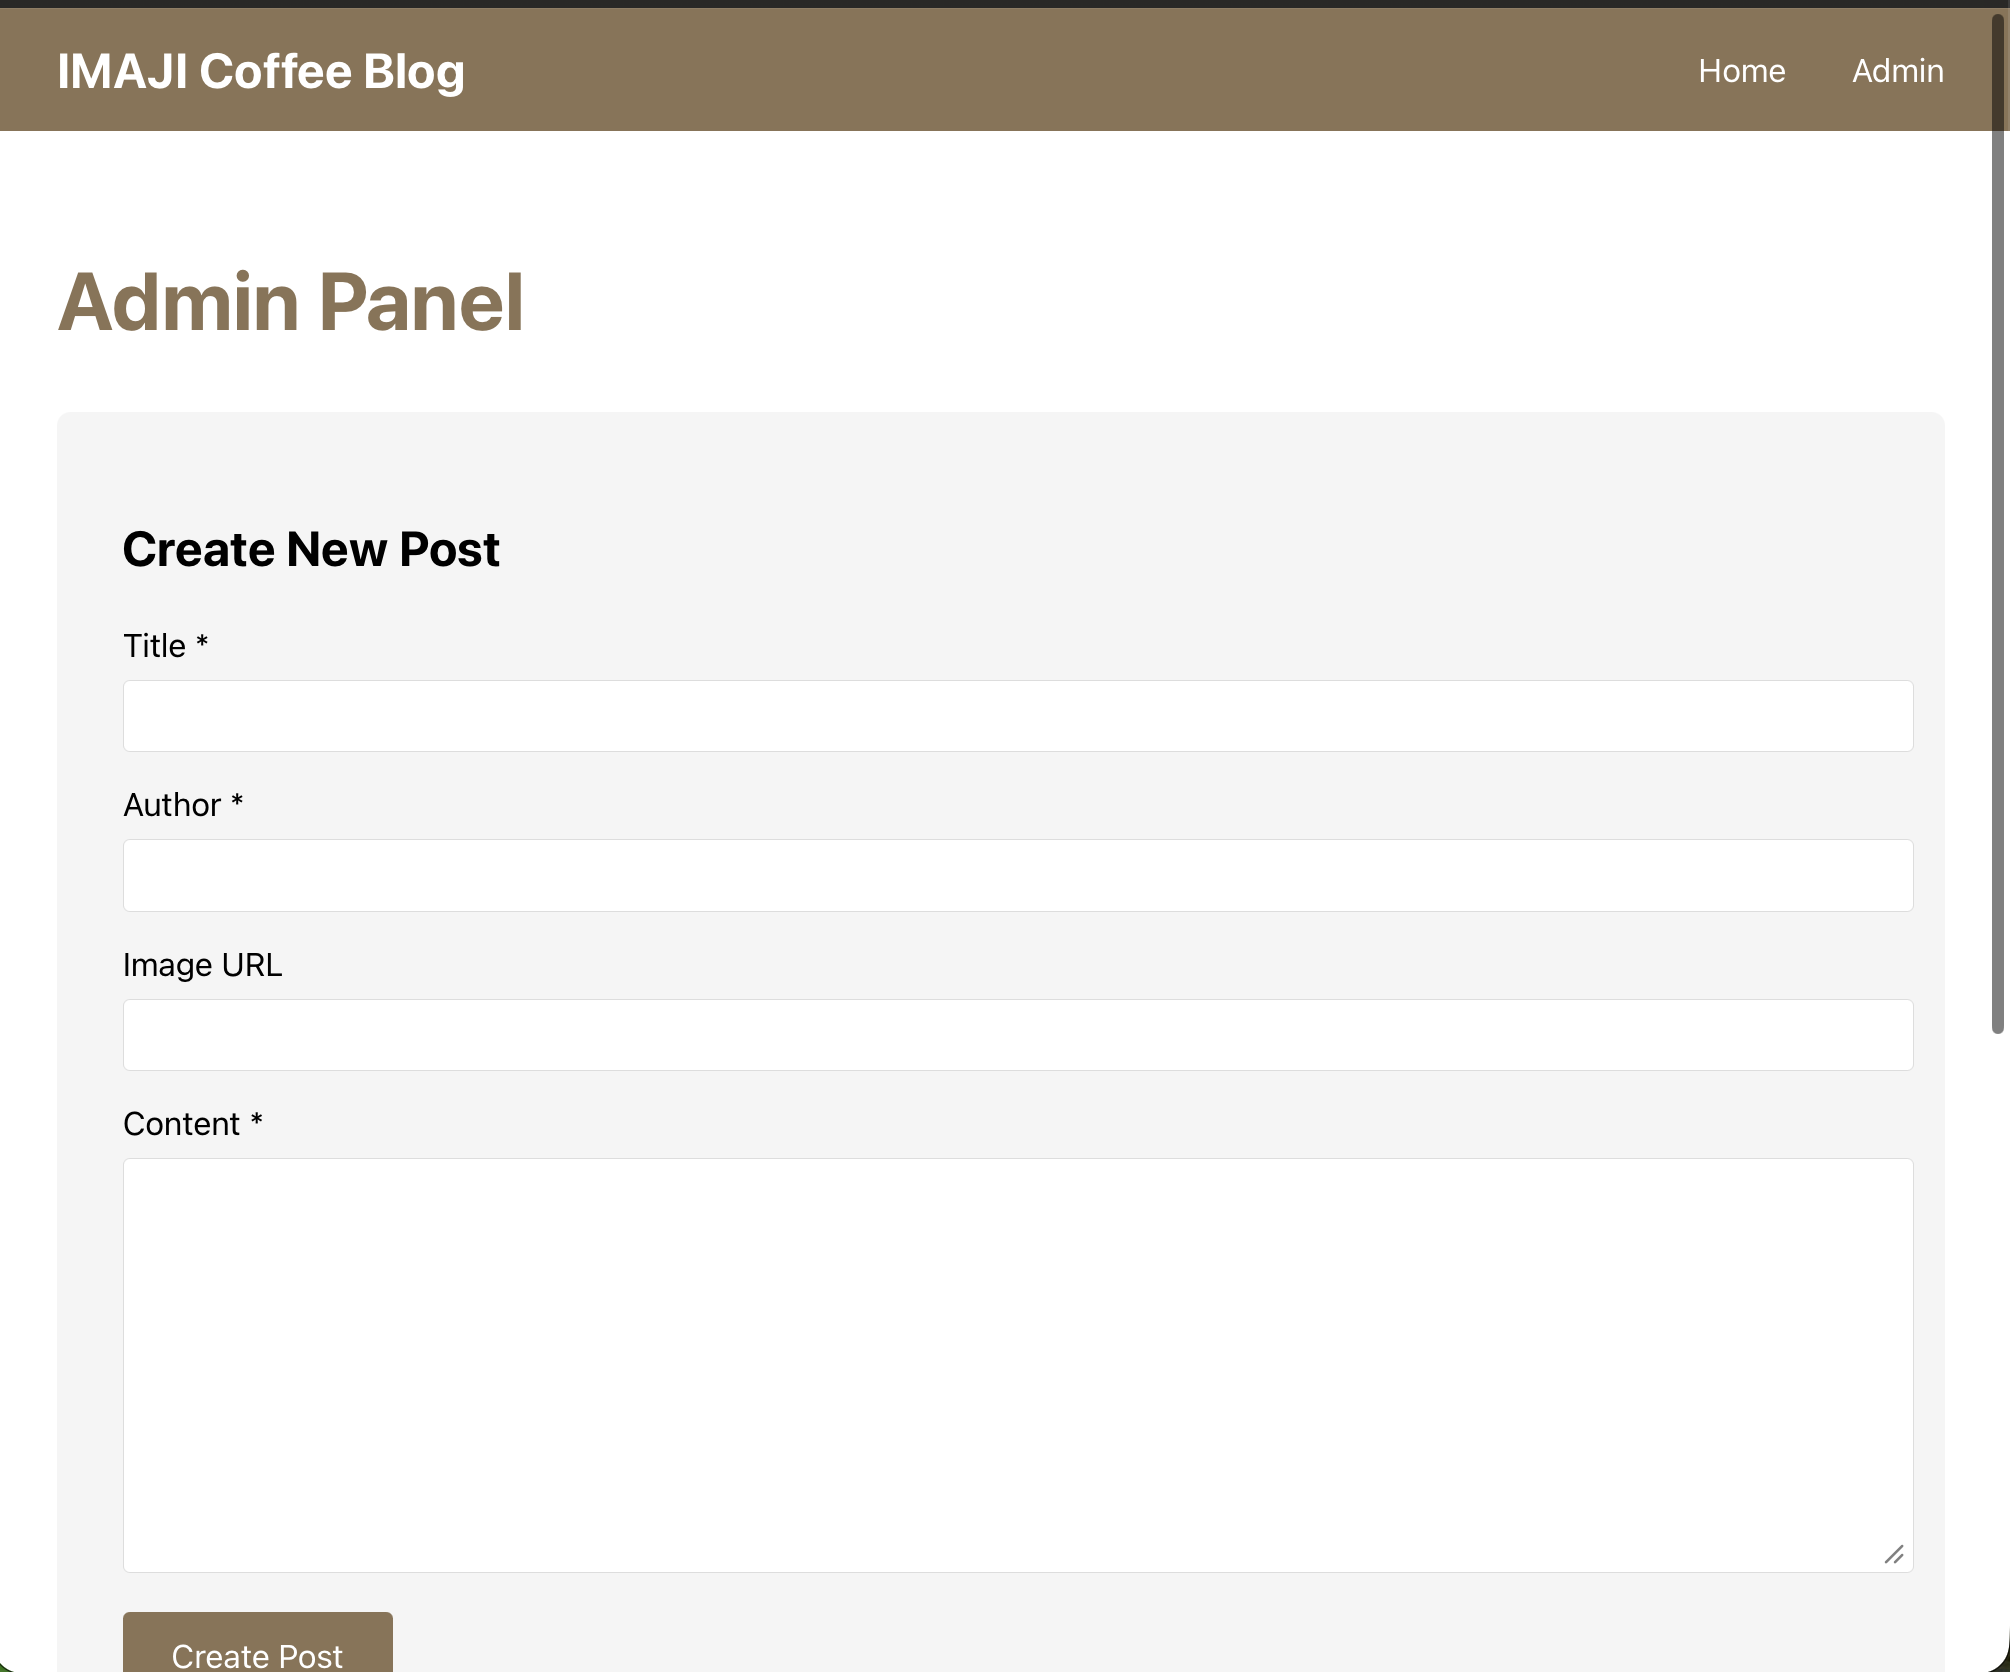 IMAJI Coffee Blog
Home
Admin
Admin Panel
Create New Post
Title *
Author *
Image URL
Content *
Create Post